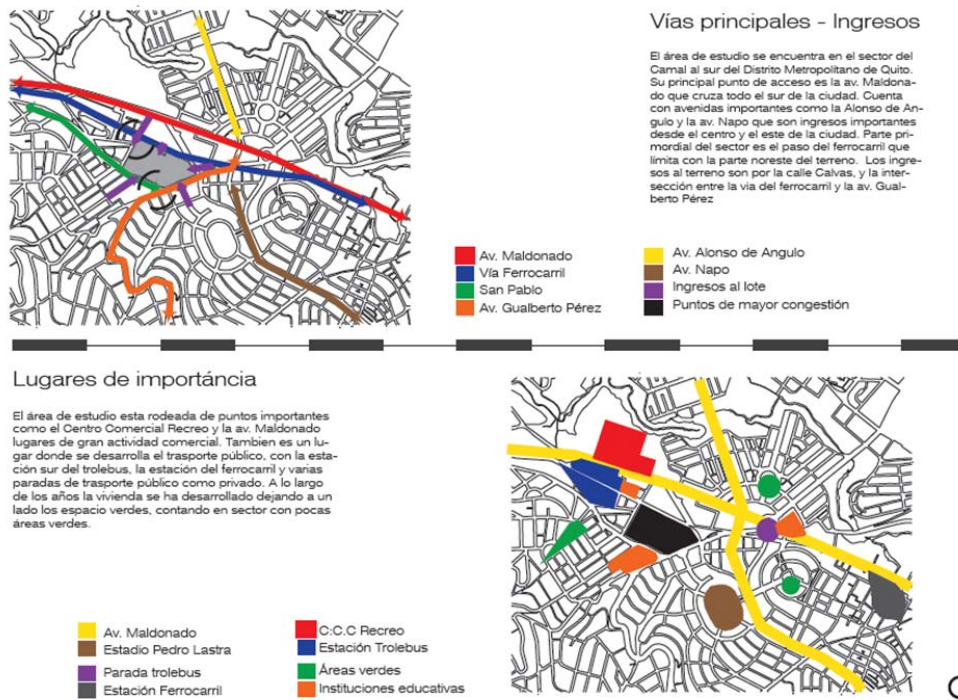 Vías principales - Ingresos
El área de estudio se encuentra en el sector del
Camal al sur del Distrito Metropolitano de Quito.
Su principal punto de acceso es la av. Maldona-
do que cruza todo el sur de la ciudad. Cuenta
con avenidas importantes como la Alonso de An-
gulo y la av. Napo que son ingresos importantes
desde el centro y el este de la ciudad. Parte pri-
mordial del sector es el paso del ferrocarril que
límita con la parte noreste del terreno. Los ingre-
sos al terreno son por la calle Calvas, y la inter-
sección entre la via del ferrocarril y la av. Gual-
berto Pérez
Av. Maldonado
Vía Ferrocarril
San Pablo
Av. Gualberto Pérez
Av. Alonso de Angulo
Av. Napo
Ingresos al lote
Puntos de mayor congestión
Lugares de importáncia
El área de estudio esta rodeada de puntos importantes
como el Centro Comercial Recreo y la av. Maldonado
lugares de gran actividad comercial. Tambien es un lu-
gar donde se desarrolla el trasporte público, con la esta-
ción sur del trolebus, la estación del ferrocarril y varias
paradas de trasporte público como privado. A lo largo
de los años la vivienda se ha desarrollado dejando a un
lado los espacio verdes, contando en sector con pocas
áreas verdes.
Av. Maldonado
Estadio Pedro Lastra
Parada trolebus
Estación Ferrocarril
C:C.C Recreo
Estación Trolebus
Áreas verdes
Instituciones educativas